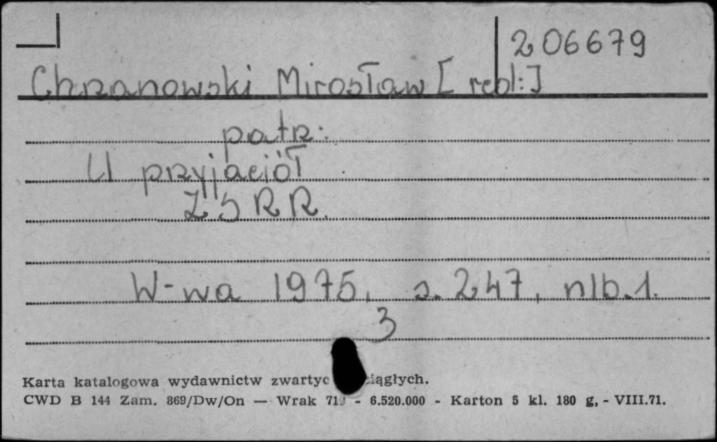 206679
Chrzanowski Mirosław [red:]
patrz:
U przyjaciół
ZSRR.
W-wa 1975, s. 247, nlb. 1.
3
Karta katalogowa wydawnictw ciągłych.
CWD B 144 Zam. 869/Dw/On — Wrak - 6.520.000 - Karton 5 kl. 180 g, - VIII.71.